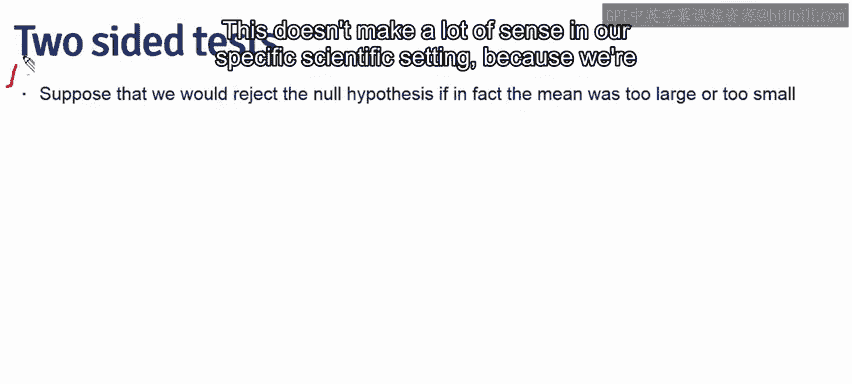 Two sided tests
This doesn't make a lot of sense in our
specific scientific setting, because we're
· Suppose that we would reject the null hypothesis if in fact the mean was too large or too small